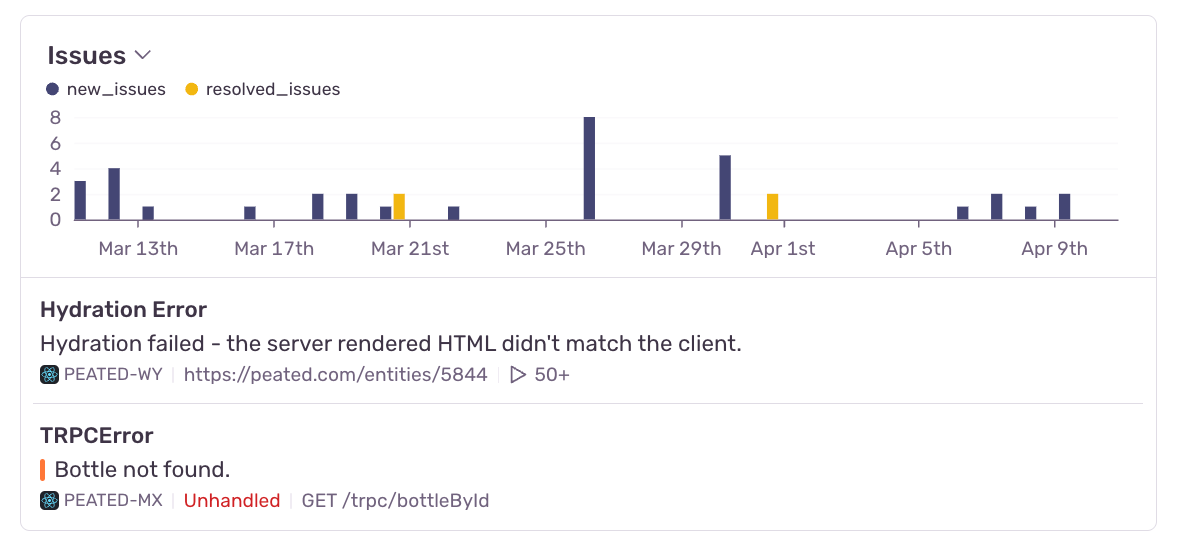 Issues
new_issues resolved_issues
8
6
4
2
0
Mar 13th Mar 17th Mar 21st Mar 25th Mar 29th Apr 1st Apr 5th Apr 9th
Hydration Error
Hydration failed - the server rendered HTML didn't match the client.
PEATED-WY https://peated.com/entities/5844 50+
TRPCError
Bottle not found.
PEATED-MX Unhandled GET /trpc/bottleById